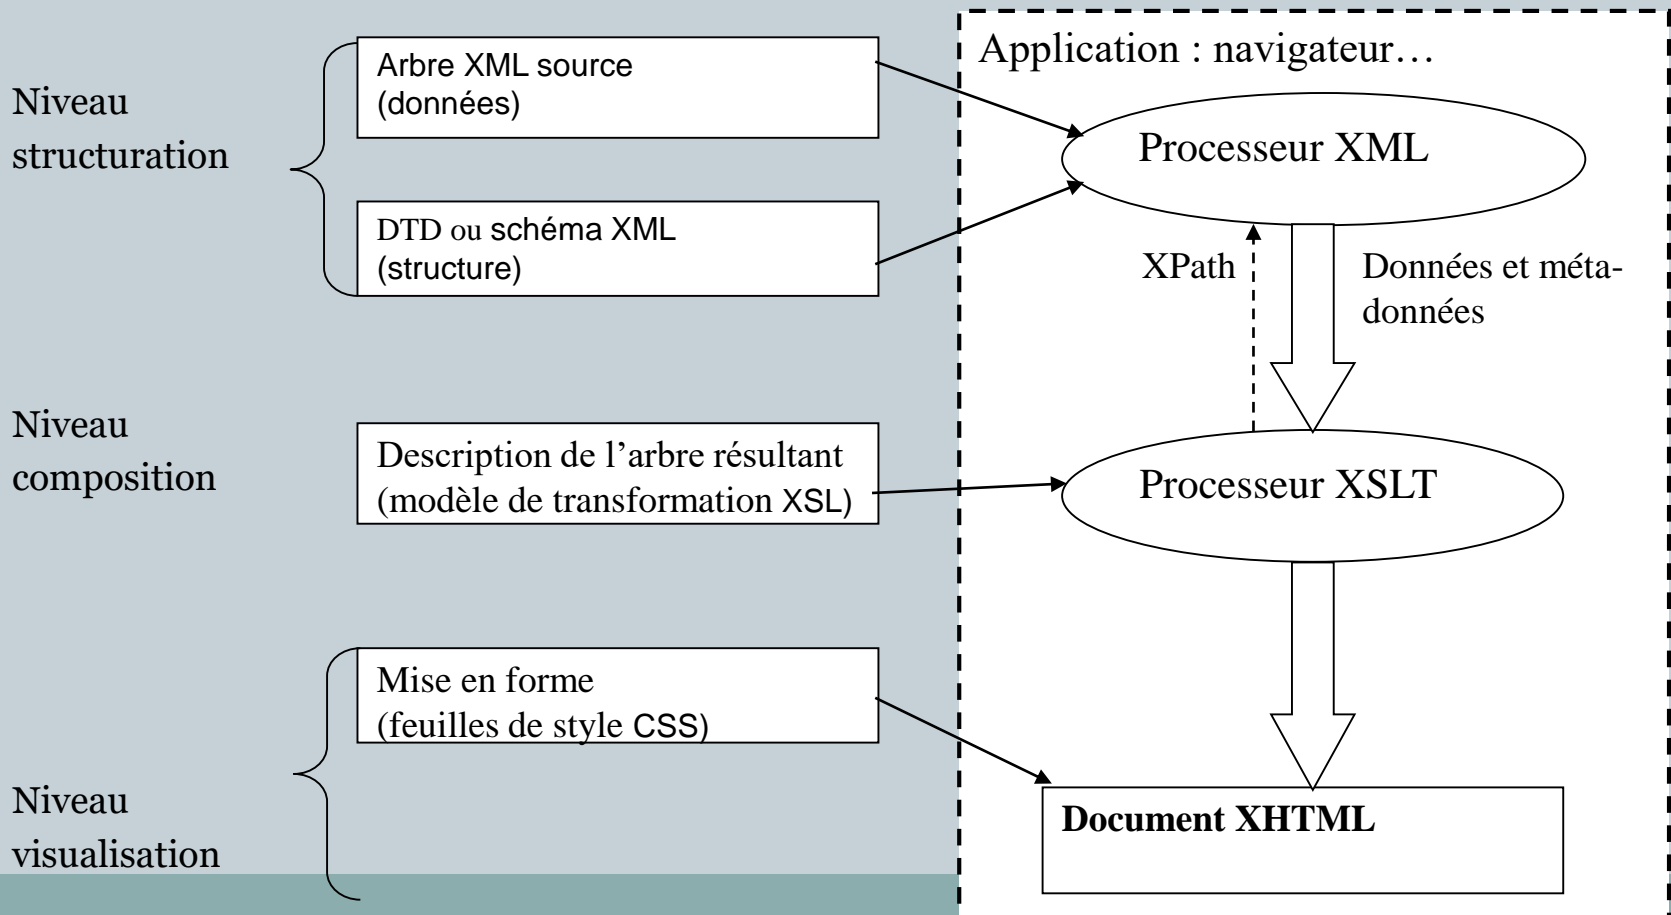 Application : navigateur…
Niveau
structuration
Arbre XML source
(données)
Processeur XML
DTD ou schéma XML
(structure)
XPath
Données et méta-
données
Niveau
composition
Description de l’arbre résultant
(modèle de transformation XSL)
Processeur XSLT
Mise en forme
(feuilles de style CSS)
Niveau
visualisation
Document XHTML